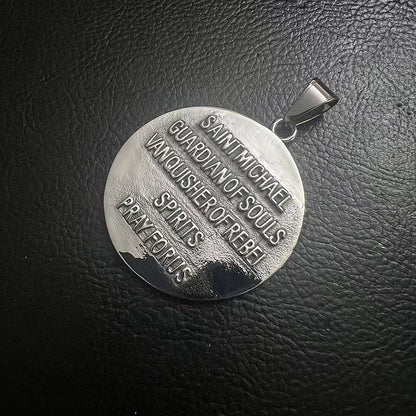 SAINT MICHAEL
GUARDIAN OF SOULS
VANQUISHER OF REBEL
SPIRITS
PRAY FOR US